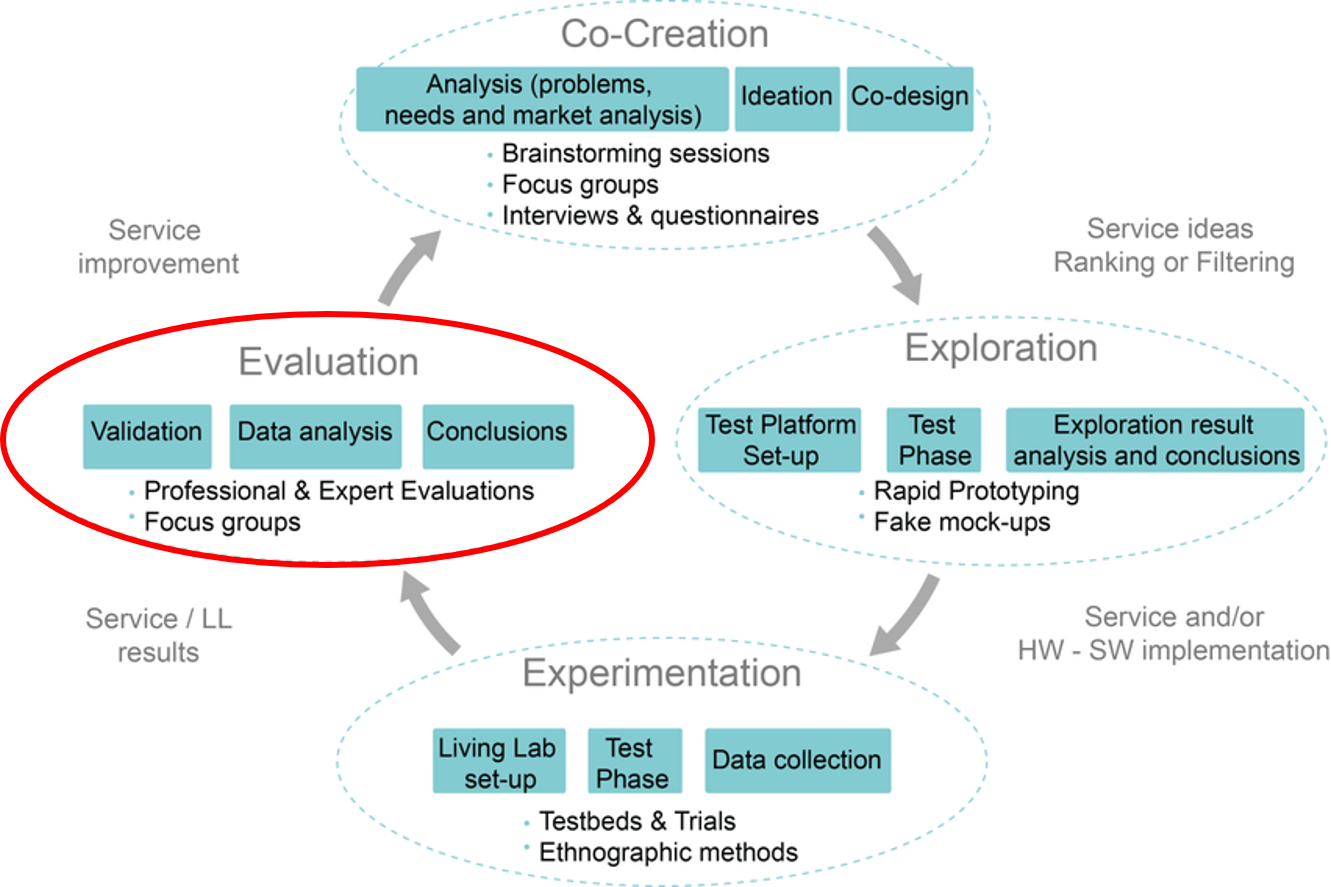 Co-Creation
Analysis (problems,
needs and market analysis)
Ideation
Co-design
• Brainstorming sessions
• Focus groups
• Interviews & questionnaires
Service
improvement
Service ideas
Ranking or Filtering
Evaluation
Validation
Data analysis
Conclusions
• Professional & Expert Evaluations
• Focus groups
Exploration
Test Platform
Set-up
Test
Phase
Exploration result
analysis and conclusions
• Rapid Prototyping
• Fake mock-ups
Service / LL
results
Service and/or
HW - SW implementation
Experimentation
Living Lab
set-up
Test
Phase
Data collection
• Testbeds & Trials
• Ethnographic methods